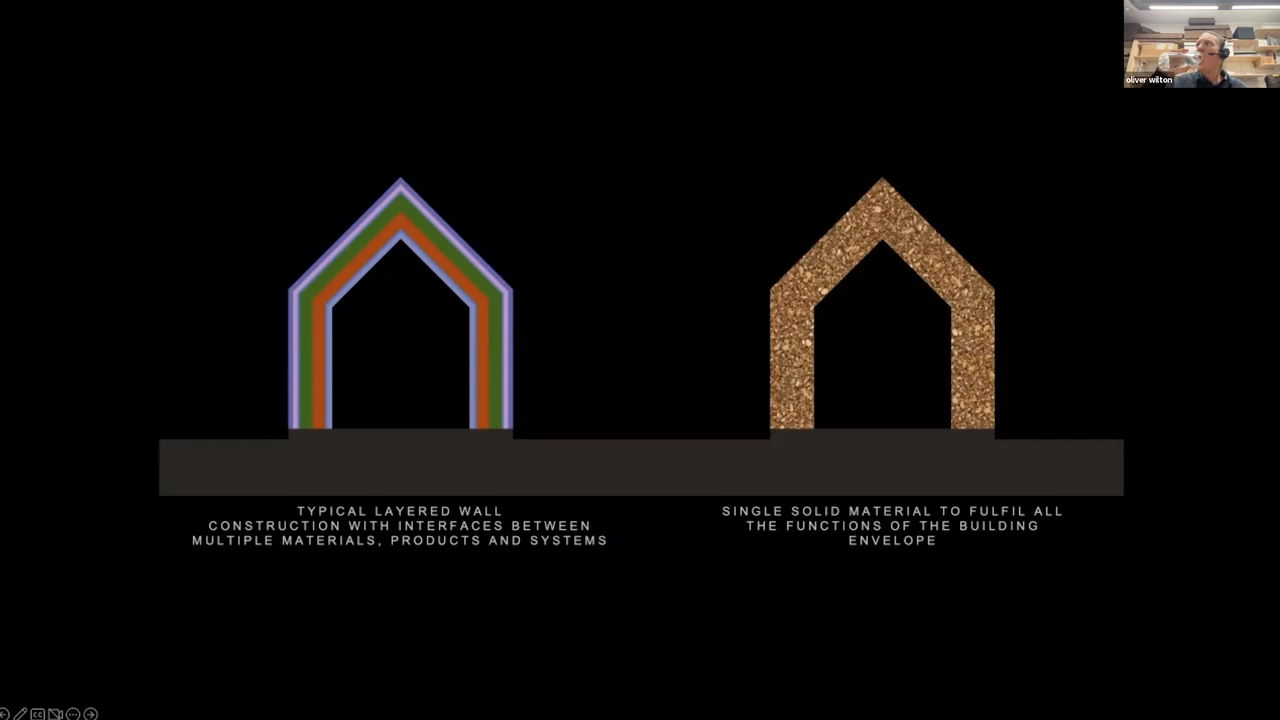 oliver wilton
TYPICAL LAYERED WALL
CONSTRUCTION WITH INTERFACES BETWEEN
MULTIPLE MATERIALS, PRODUCTS AND SYSTEMS
SINGLE SOLID MATERIAL TO FULFIL ALL
THE FUNCTIONS OF THE BUILDING
ENVELOPE
CC